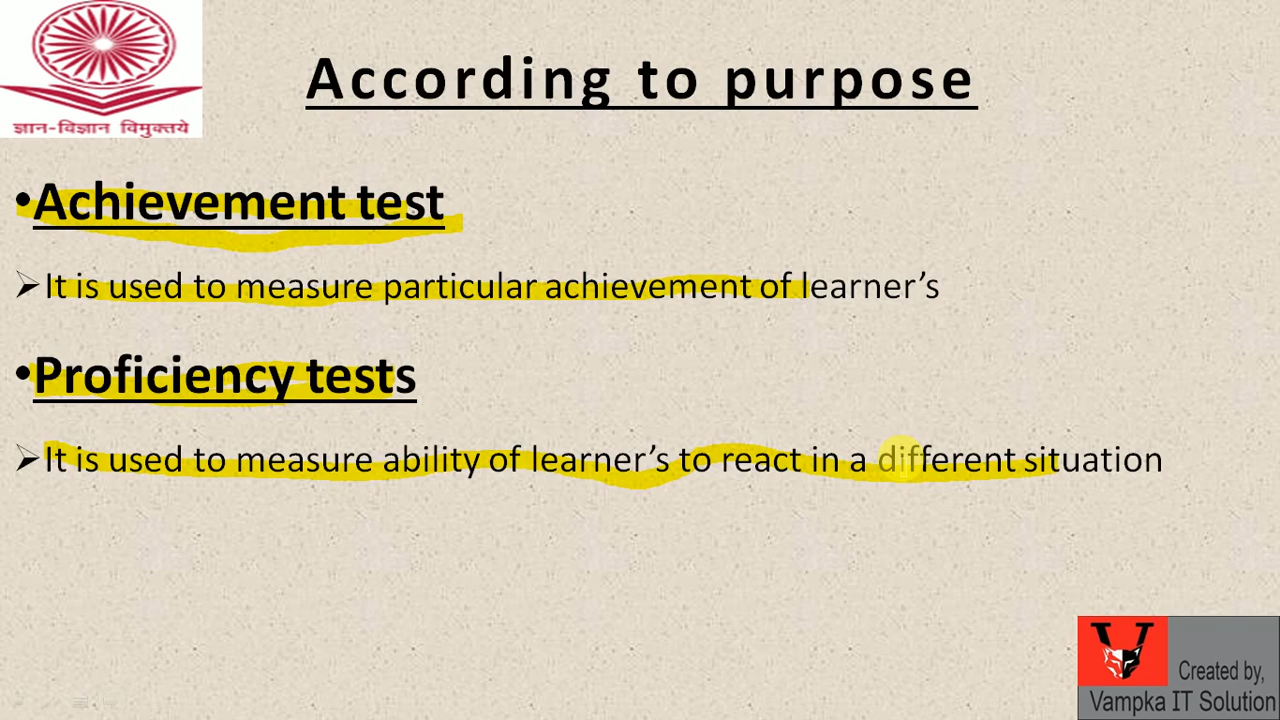 ज्ञान-विज्ञान विमुक्तये
According to purpose
•Achievement test
➢It is used to measure particular achievement of learner’s
•Proficiency tests
➢It is used to measure ability of learner’s to react in a different situation
V
Created by,
Vampka IT Solution